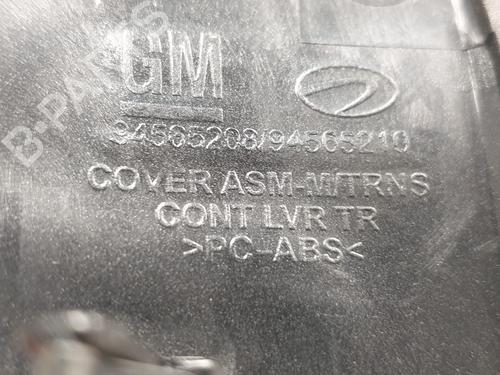 GM
94565208/94565210
COVER ASM-M/TRNS
CONT LVR TR
>PC-ABS<
B-PARTS